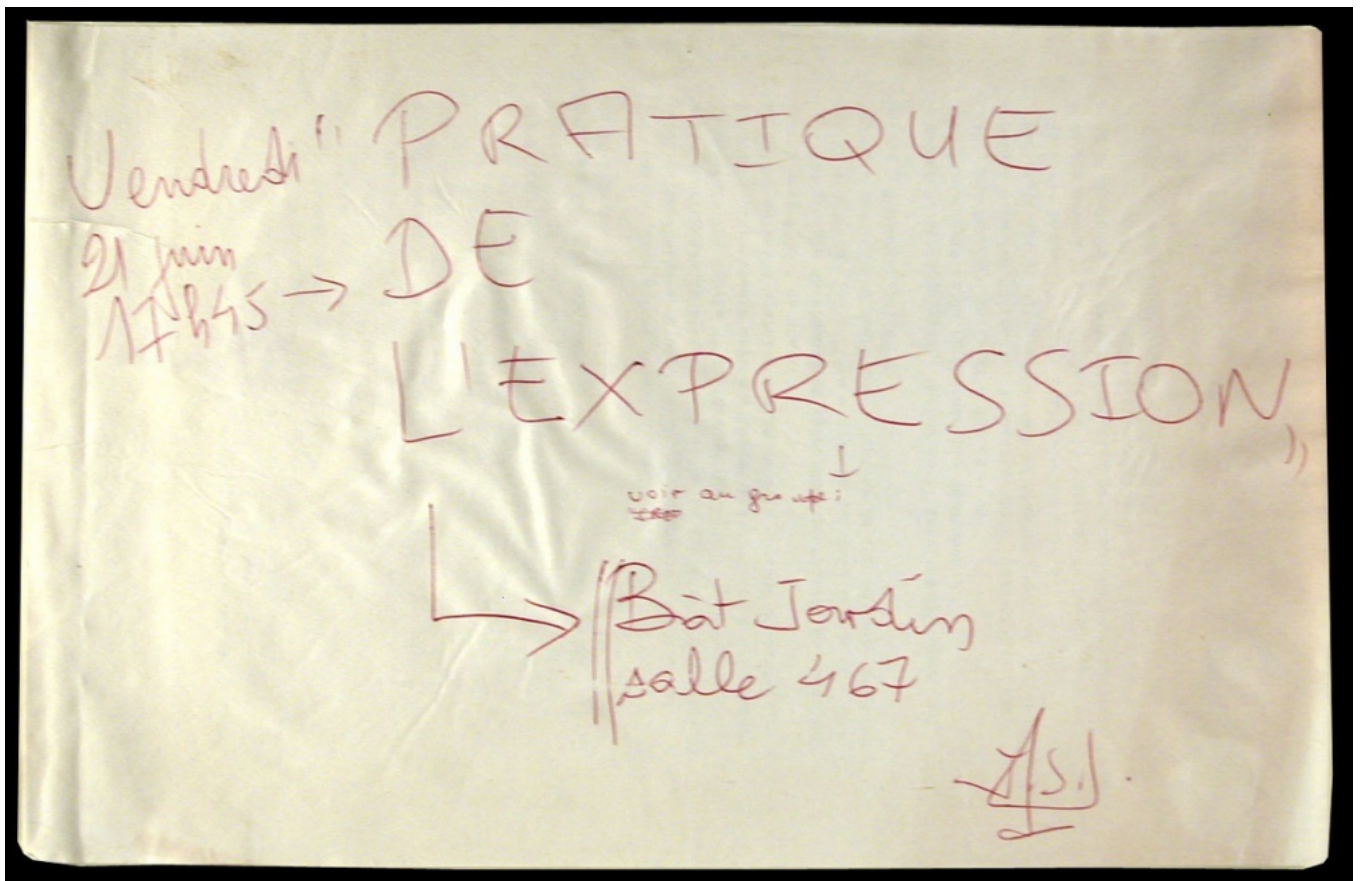 Vendredi
21 juin
17h45 →
" PRATIQUE
DE
L'EXPRESSION "
voir au groupe :
Bât Jardin
salle 467